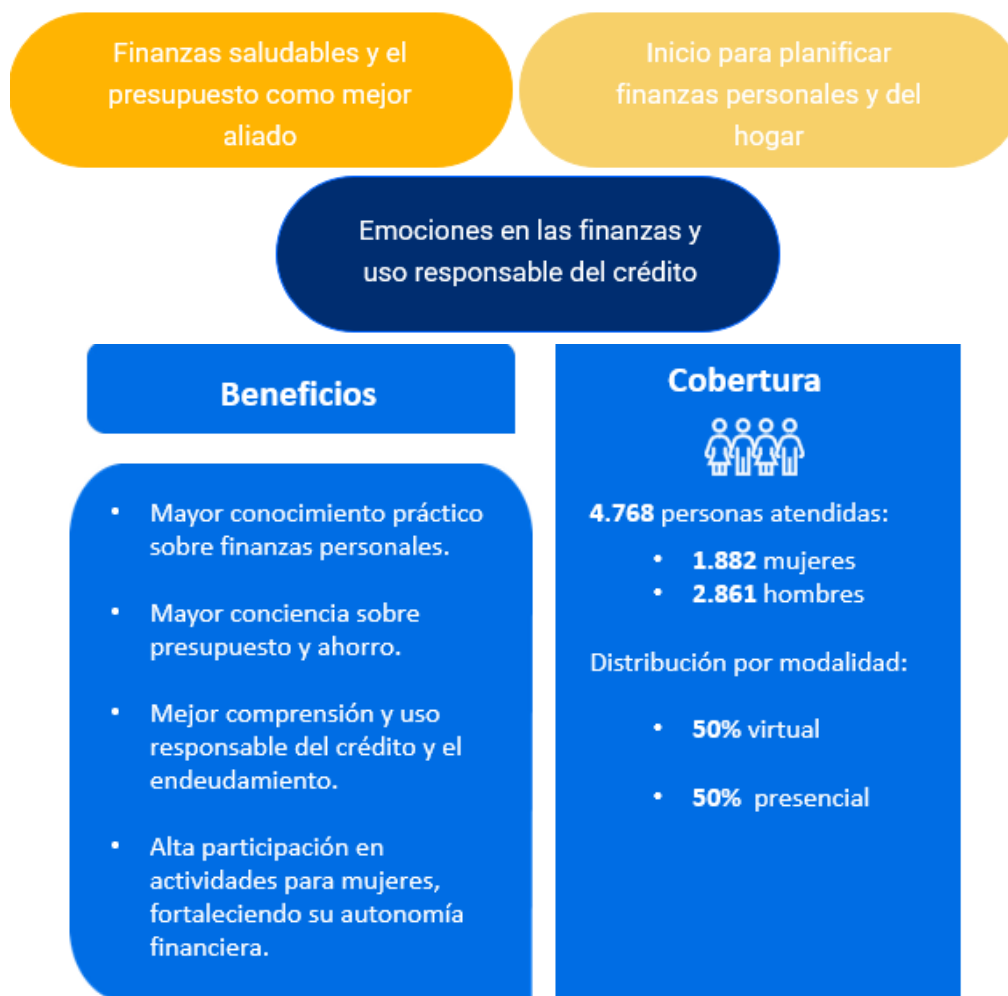 Finanzas saludables y el
presupuesto como mejor
aliado
Inicio para planificar
finanzas personales y del
hogar
Emociones en las finanzas y
uso responsable del crédito
Beneficios
• Mayor conocimiento práctico
sobre finanzas personales.
• Mayor conciencia sobre
presupuesto y ahorro.
• Mejor comprensión y uso
responsable del crédito y el
endeudamiento.
• Alta participación en
actividades para mujeres,
fortaleciendo su autonomía
financiera.
Cobertura
4.768 personas atendidas:
• 1.882 mujeres
• 2.861 hombres
Distribución por modalidad:
• 50% virtual
• 50% presencial